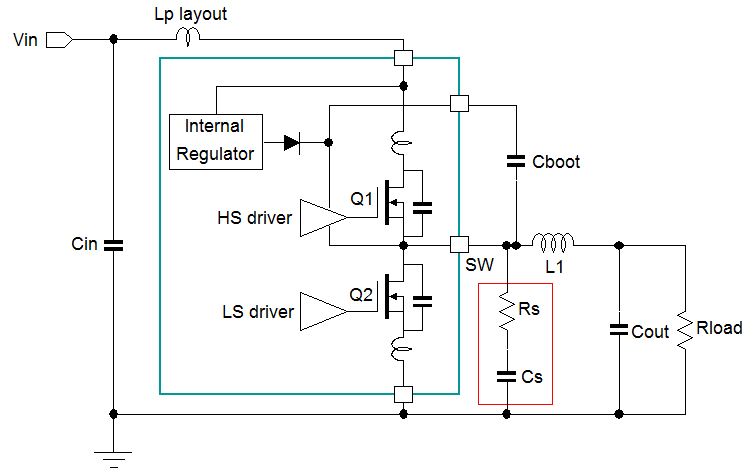 Lp layout
Vin
Internal
Regulator
Cboot
Q1
HS driver
Cin
SW
L1
Q2
LS driver
Rs
Cout
Rload
Cs